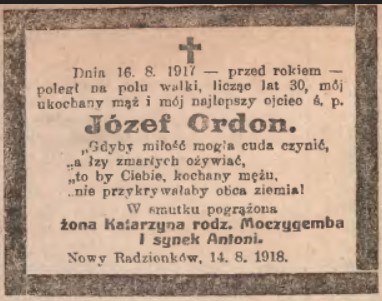 Dnia 16. 8. 1917 — przed rokiem —
poległ na polu walki, licząc lat 30, mój
ukochany mąż i mój najlepszy ojciec ś. p.
Józef Ordon.
„Gdyby miłość mogła cuda czynić,
„a łzy zmarłych ożywiać,
„to by Ciebie, kochany mężu,
„nie przykrywałaby obca ziemia!
W smutku pogrążona
żona Katarzyna rodz. Moczygemba
i synek Antoni.
Nowy Radzionków, 14. 8. 1918.